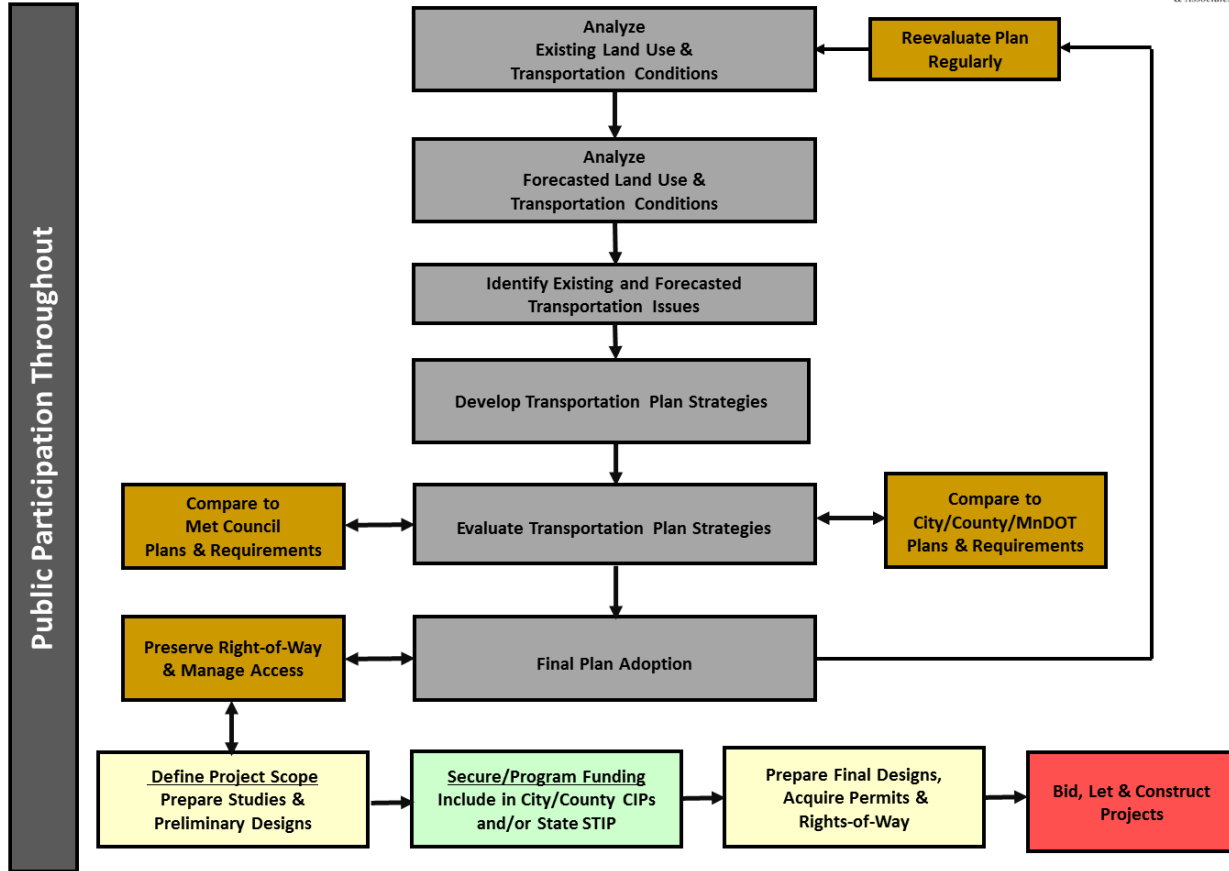 & Associates
Analyze
Existing Land Use &
Transportation Conditions
Reevaluate Plan
Regularly
Analyze
Forecasted Land Use &
Transportation Conditions
Identify Existing and Forecasted
Transportation Issues
Develop Transportation Plan Strategies
Compare to
Met Council
Plans & Requirements
Evaluate Transportation Plan Strategies
Compare to
City/County/MnDOT
Plans & Requirements
Preserve Right-of-Way
& Manage Access
Final Plan Adoption
Define Project Scope
Prepare Studies &
Preliminary Designs
Secure/Program Funding
Include in City/County CIPs
and/or State STIP
Prepare Final Designs,
Acquire Permits &
Rights-of-Way
Bid, Let & Construct
Projects
Public Participation Throughout